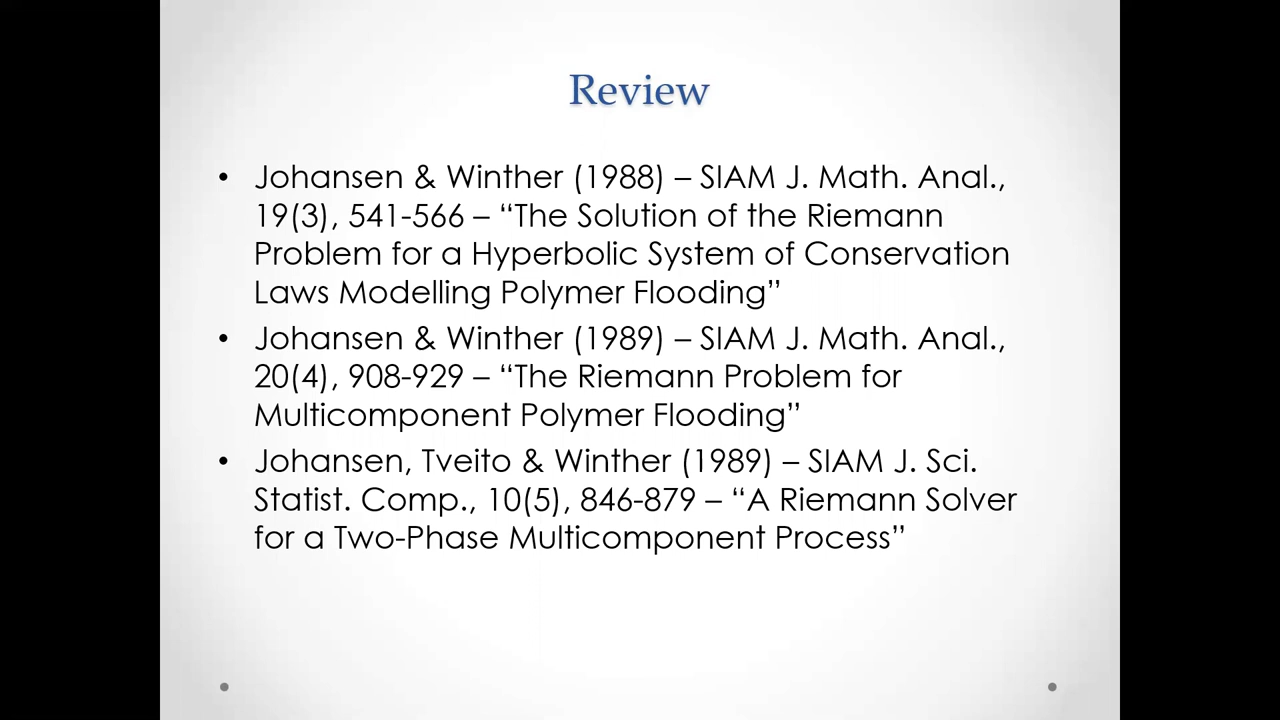 Review
• Johansen & Winther (1988) – SIAM J. Math. Anal.,
19(3), 541-566 – “The Solution of the Riemann
Problem for a Hyperbolic System of Conservation
Laws Modelling Polymer Flooding”
• Johansen & Winther (1989) – SIAM J. Math. Anal.,
20(4), 908-929 – “The Riemann Problem for
Multicomponent Polymer Flooding”
• Johansen, Tveito & Winther (1989) – SIAM J. Sci.
Statist. Comp., 10(5), 846-879 – “A Riemann Solver
for a Two-Phase Multicomponent Process”